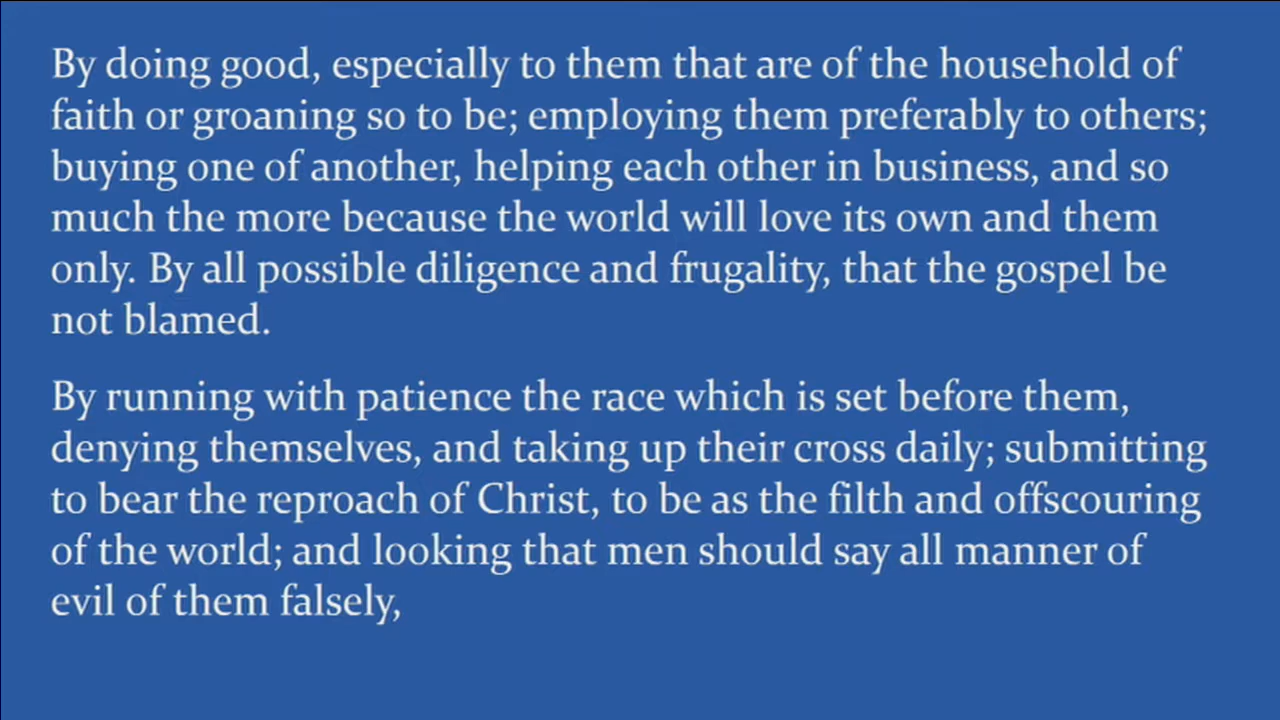 By doing good, especially to them that are of the household of
faith or groaning so to be; employing them preferably to others;
buying one of another, helping each other in business, and so
much the more because the world will love its own and them
only. By all possible diligence and frugality, that the gospel be
not blamed.
By running with patience the race which is set before them,
denying themselves, and taking up their cross daily; submitting
to bear the reproach of Christ, to be as the filth and offscouring
of the world; and looking that men should say all manner of
evil of them falsely,